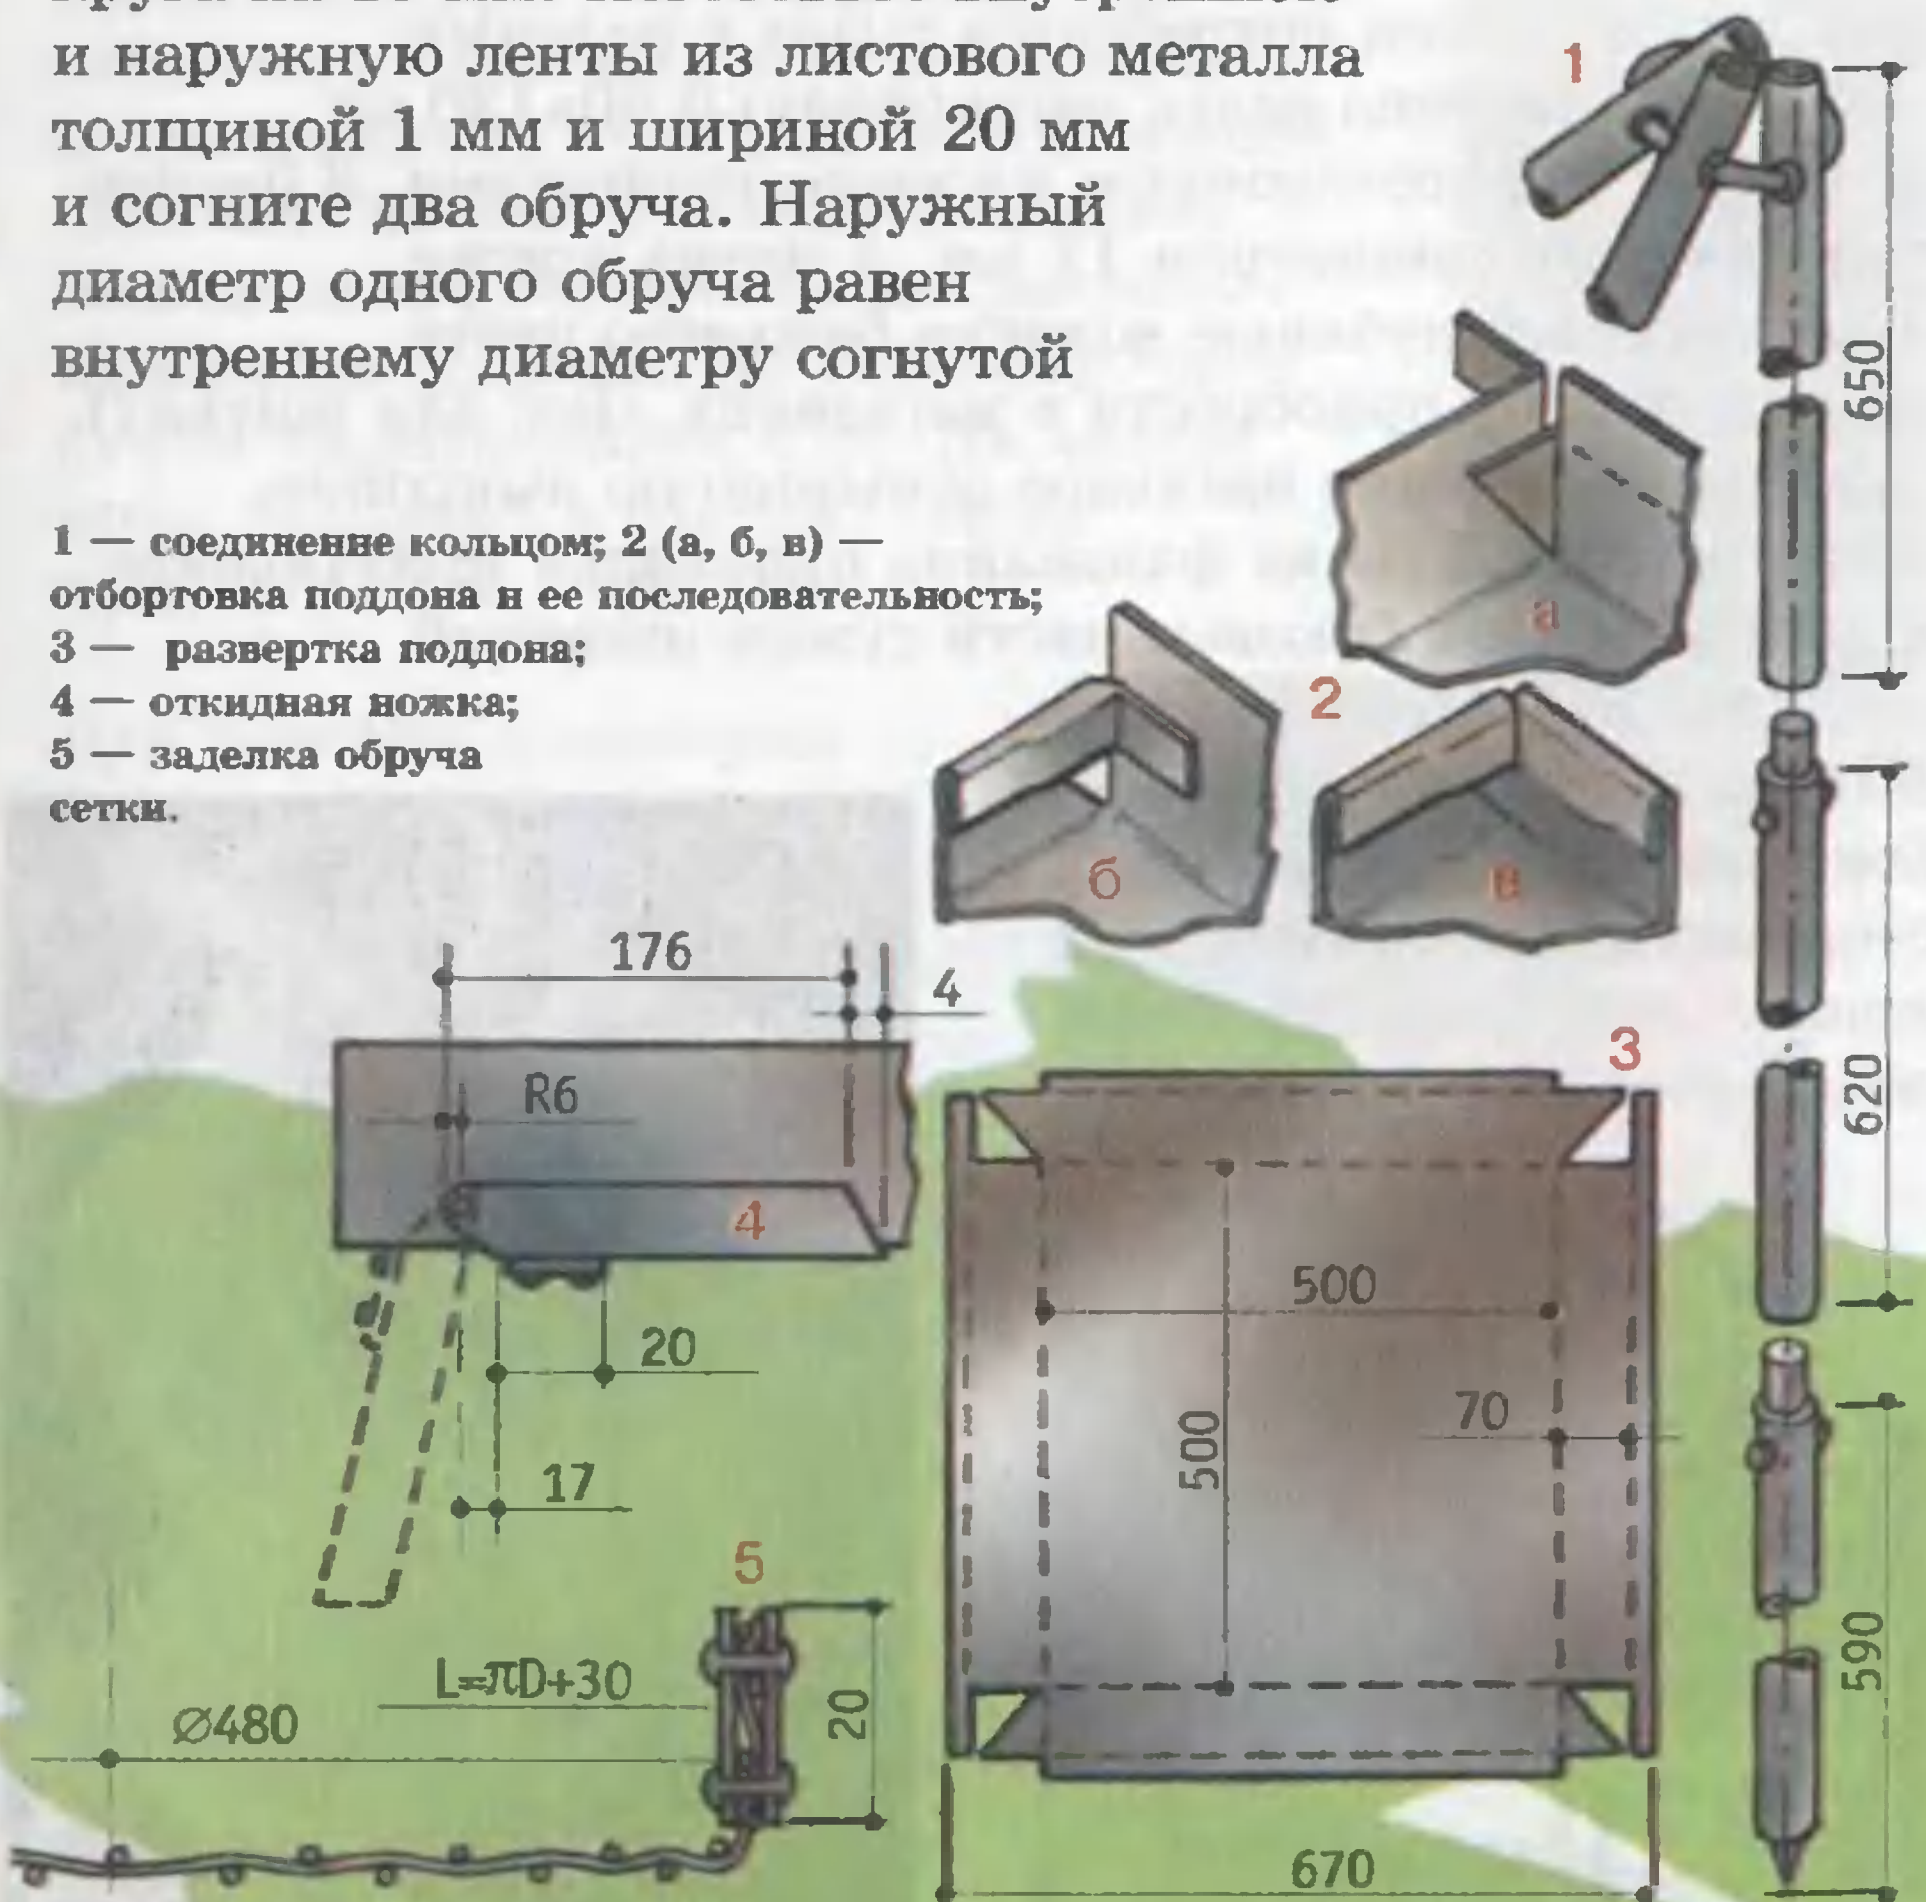 и наружную ленты из листового металла
толщиной 1 мм и шириной 20 мм
и согните два обруча. Наружный
диаметр одного обруча равен
внутреннему диаметру согнутой
1 — соединение кольцом; 2 (а, б, в) —
отбортовка поддона и ее последовательность;
3 — развертка поддона;
4 — откидная ножка;
5 — заделка обруча
сетки.
1
650
а
2
б
в
620
590
176
4
R6
4
20
17
3
500
500
70
670
5
L=πD+30
Ø480
20